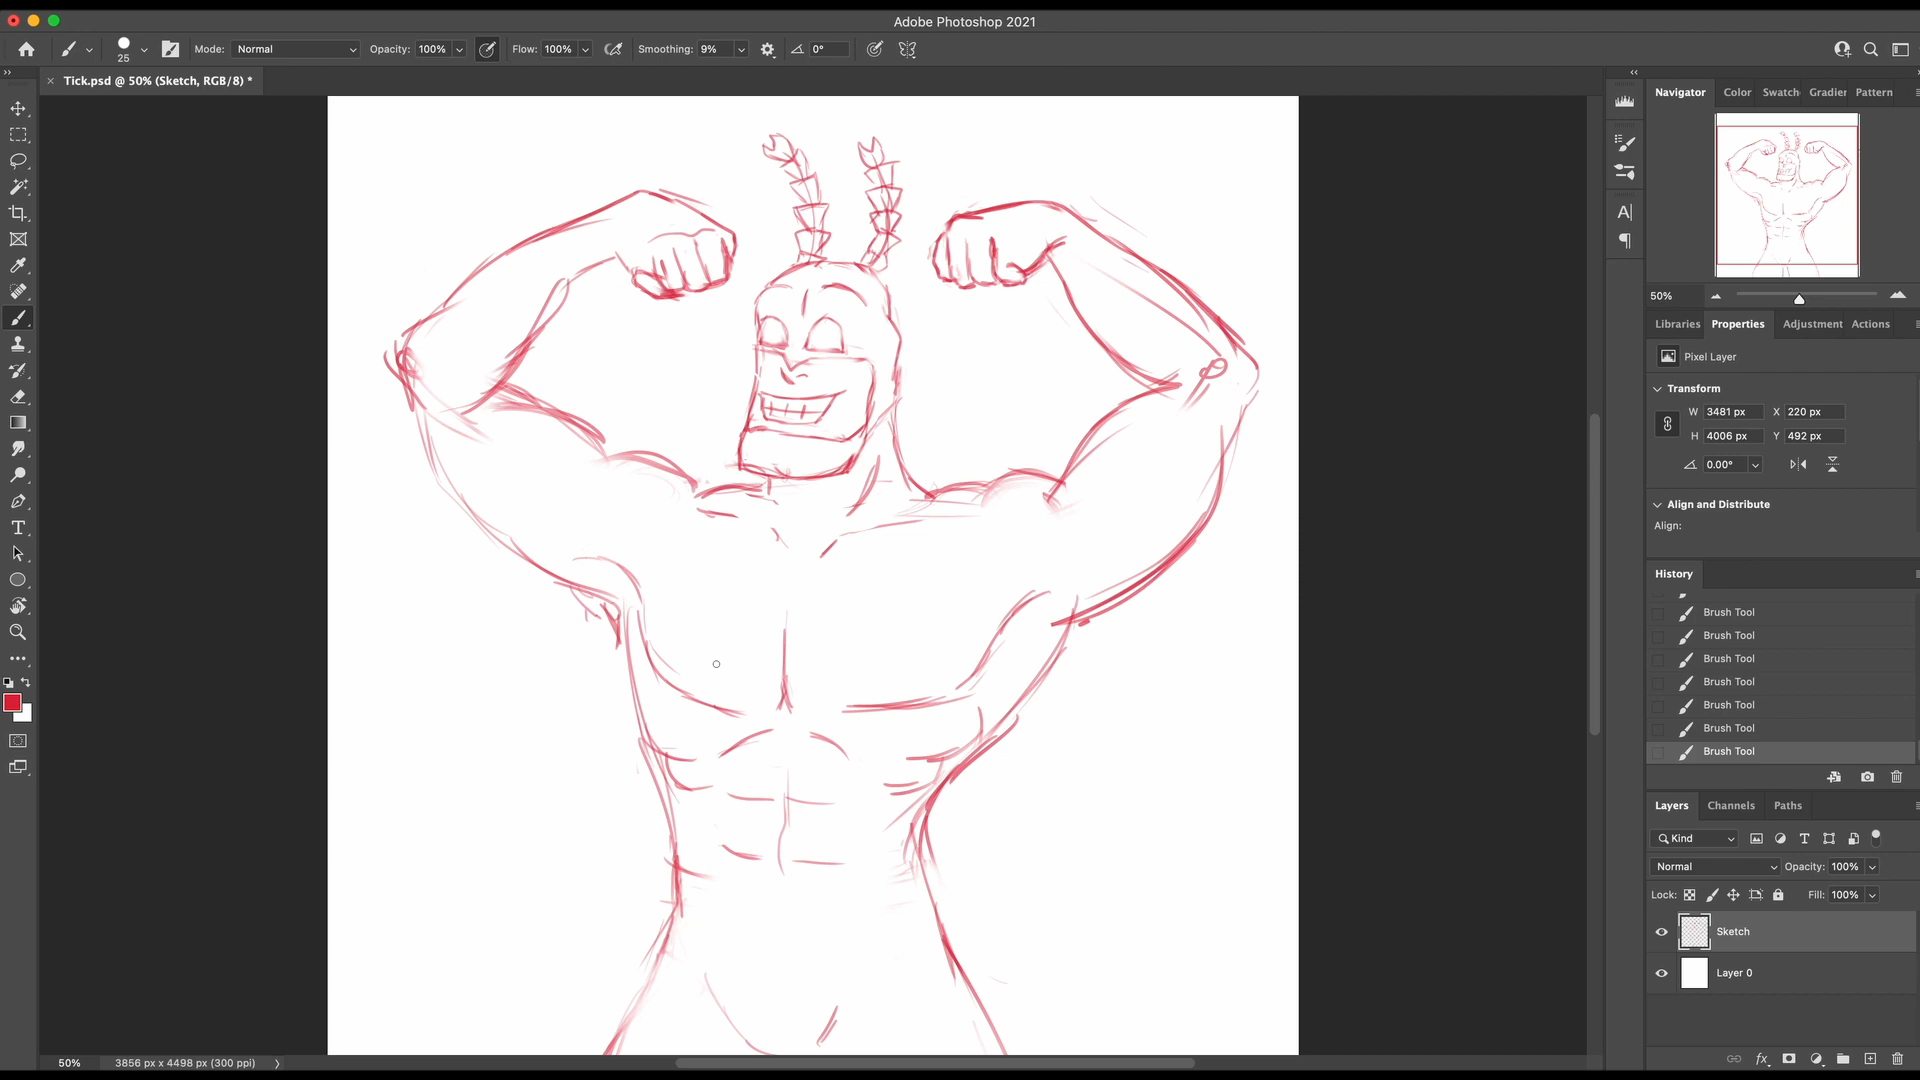 Adobe Photoshop 2021
25 Mode: Normal Opacity: 100% Flow: 100% Smoothing: 9% 0°
Tick.psd @ 50% (Sketch, RGB/8) *
Navigator Color Swatch Gradier Pattern
50%
Libraries Properties Adjustment Actions
Pixel Layer
Transform
W 3481 px X 220 px
H 4006 px Y 492 px
0.00°
Align and Distribute
Align:
History
Brush Tool
Brush Tool
Brush Tool
Brush Tool
Brush Tool
Brush Tool
Brush Tool
Layers Channels Paths
Kind
Normal Opacity: 100%
Lock: Fill: 100%
Sketch
Layer 0
50% 3856 px x 4498 px (300 ppi)